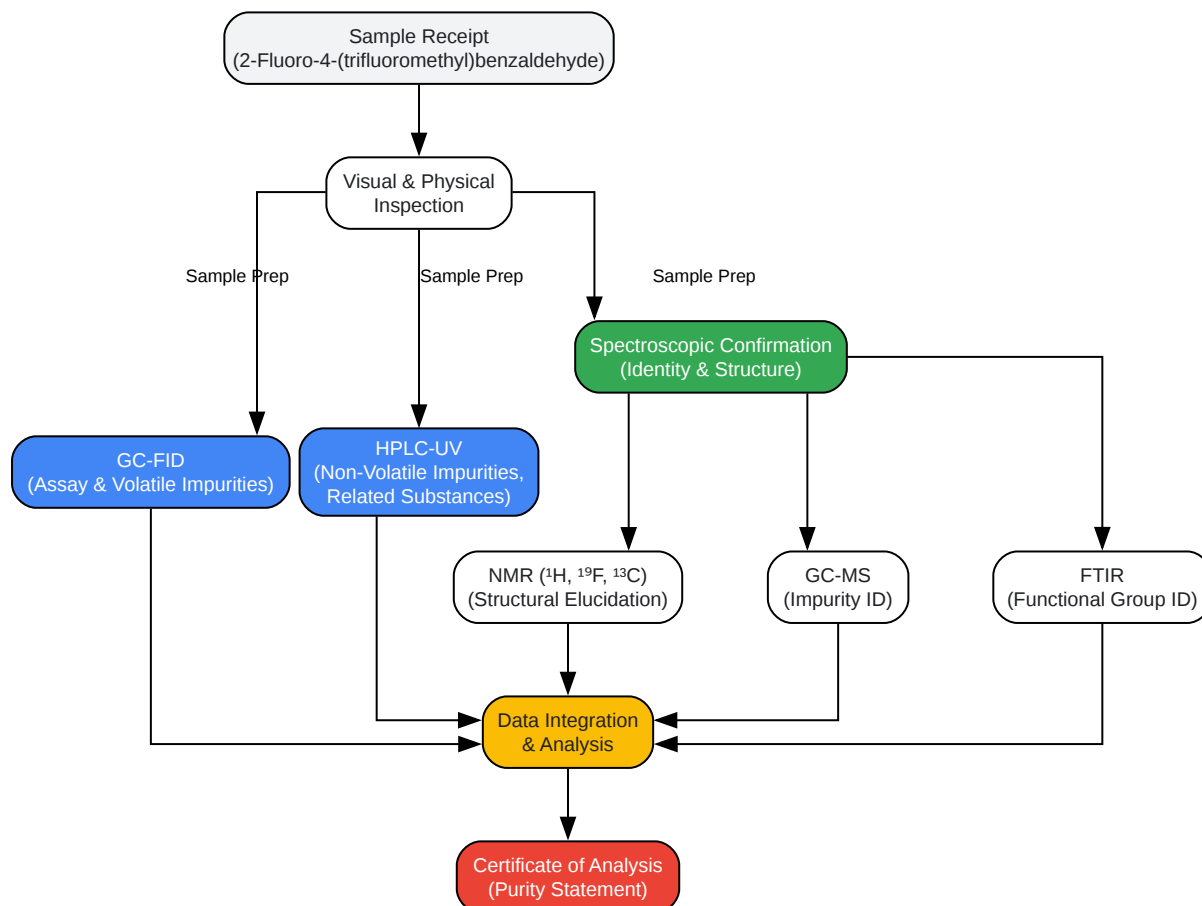 Sample Receipt
(2-Fluoro-4-(trifluoromethyl)benzaldehyde)
Visual & Physical
Inspection
Sample Prep
Sample Prep
Sample Prep
Spectroscopic Confirmation
(Identity & Structure)
GC-FID
(Assay & Volatile Impurities)
HPLC-UV
(Non-Volatile Impurities,
Related Substances)
NMR (¹H, ¹⁹F, ¹³C)
(Structural Elucidation)
GC-MS
(Impurity ID)
FTIR
(Functional Group ID)
Data Integration
& Analysis
Certificate of Analysis
(Purity Statement)